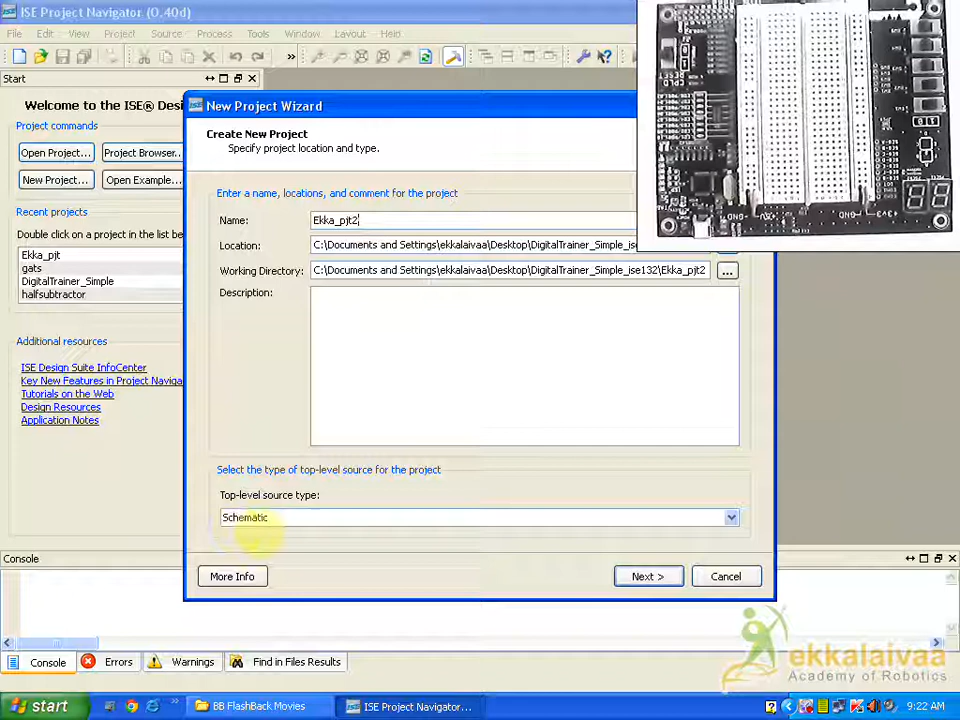 ISE Project Navigator (O.40d)
File Edit View Project Source Process Tools Window Layout Help
Start
Welcome to the ISE® Desi
Project commands
Open Project... Project Browser...
New Project... Open Example...
Recent projects
Double click on a project in the list be
Ekka_pjt
gats
DigitalTrainer_Simple
halfsubtractor
Additional resources
ISE Design Suite InfoCenter
Key New Features in Project Naviga
Tutorials on the Web
Design Resources
Application Notes
New Project Wizard
Create New Project
Specify project location and type.
Enter a name, locations, and comment for the project
Name: Ekka_pjt2
Location: C:\Documents and Settings\ekkalaivaa\Desktop\DigitalTrainer_Simple_ise
Working Directory: C:\Documents and Settings\ekkalaivaa\Desktop\DigitalTrainer_Simple_ise132\Ekka_pjt2 ...
Description:
Select the type of top-level source for the project
Top-level source type:
Schematic
More Info Next > Cancel
CPLD RESET
GND +3V3
Console
Console Errors Warnings Find in Files Results
ekkalaivaa
Academy of Robotics
start BB FlashBack Movies ISE Project Navigator... 9:22 AM